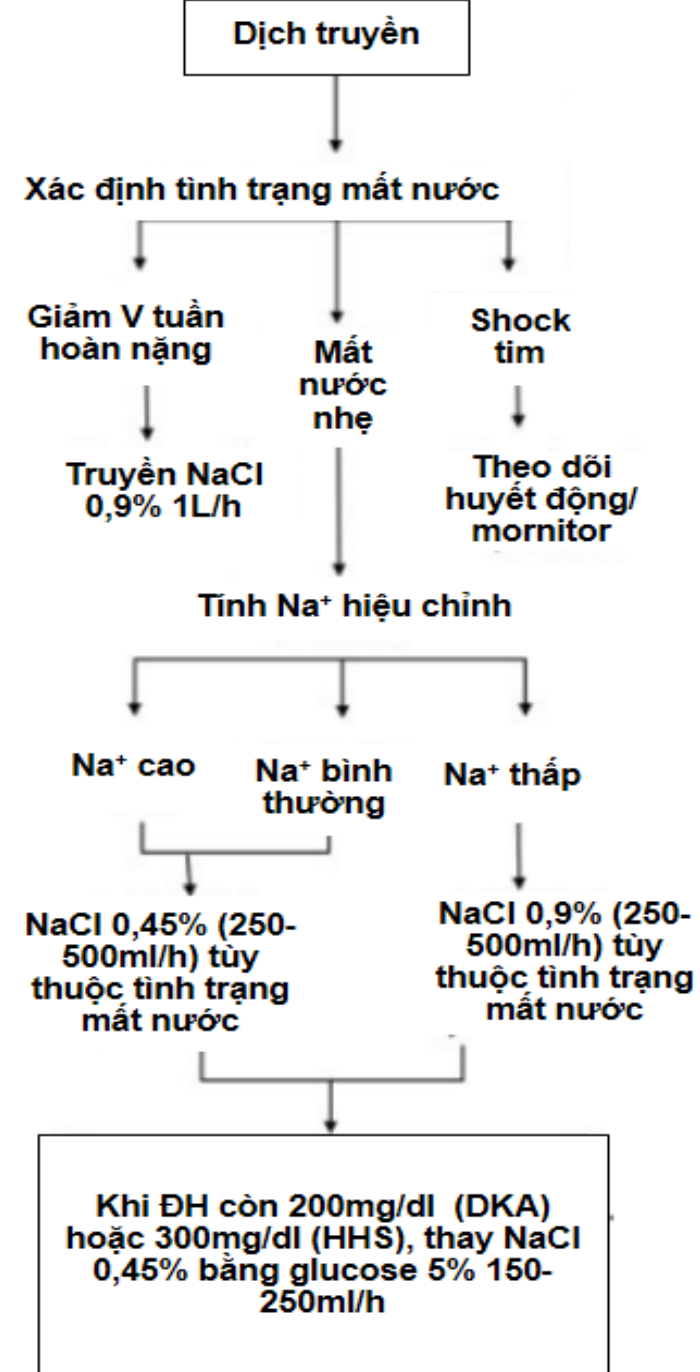 Dịch truyền
Xác định tình trạng mất nước
Giảm V tuần
hoàn nặng
Mất
nước
nhẹ
Shock
tim
Truyền NaCl
0,9% 1L/h
Theo dõi
huyết động/
mornitor
Tính Na⁺ hiệu chỉnh
Na⁺ cao
Na⁺ bình
thường
Na⁺ thấp
NaCl 0,45% (250-
500ml/h) tùy
thuộc tình trạng
mất nước
NaCl 0,9% (250-
500ml/h) tùy
thuộc tình trạng
mất nước
Khi ĐH còn 200mg/dl (DKA)
hoặc 300mg/dl (HHS), thay NaCl
0,45% bằng glucose 5% 150-
250ml/h